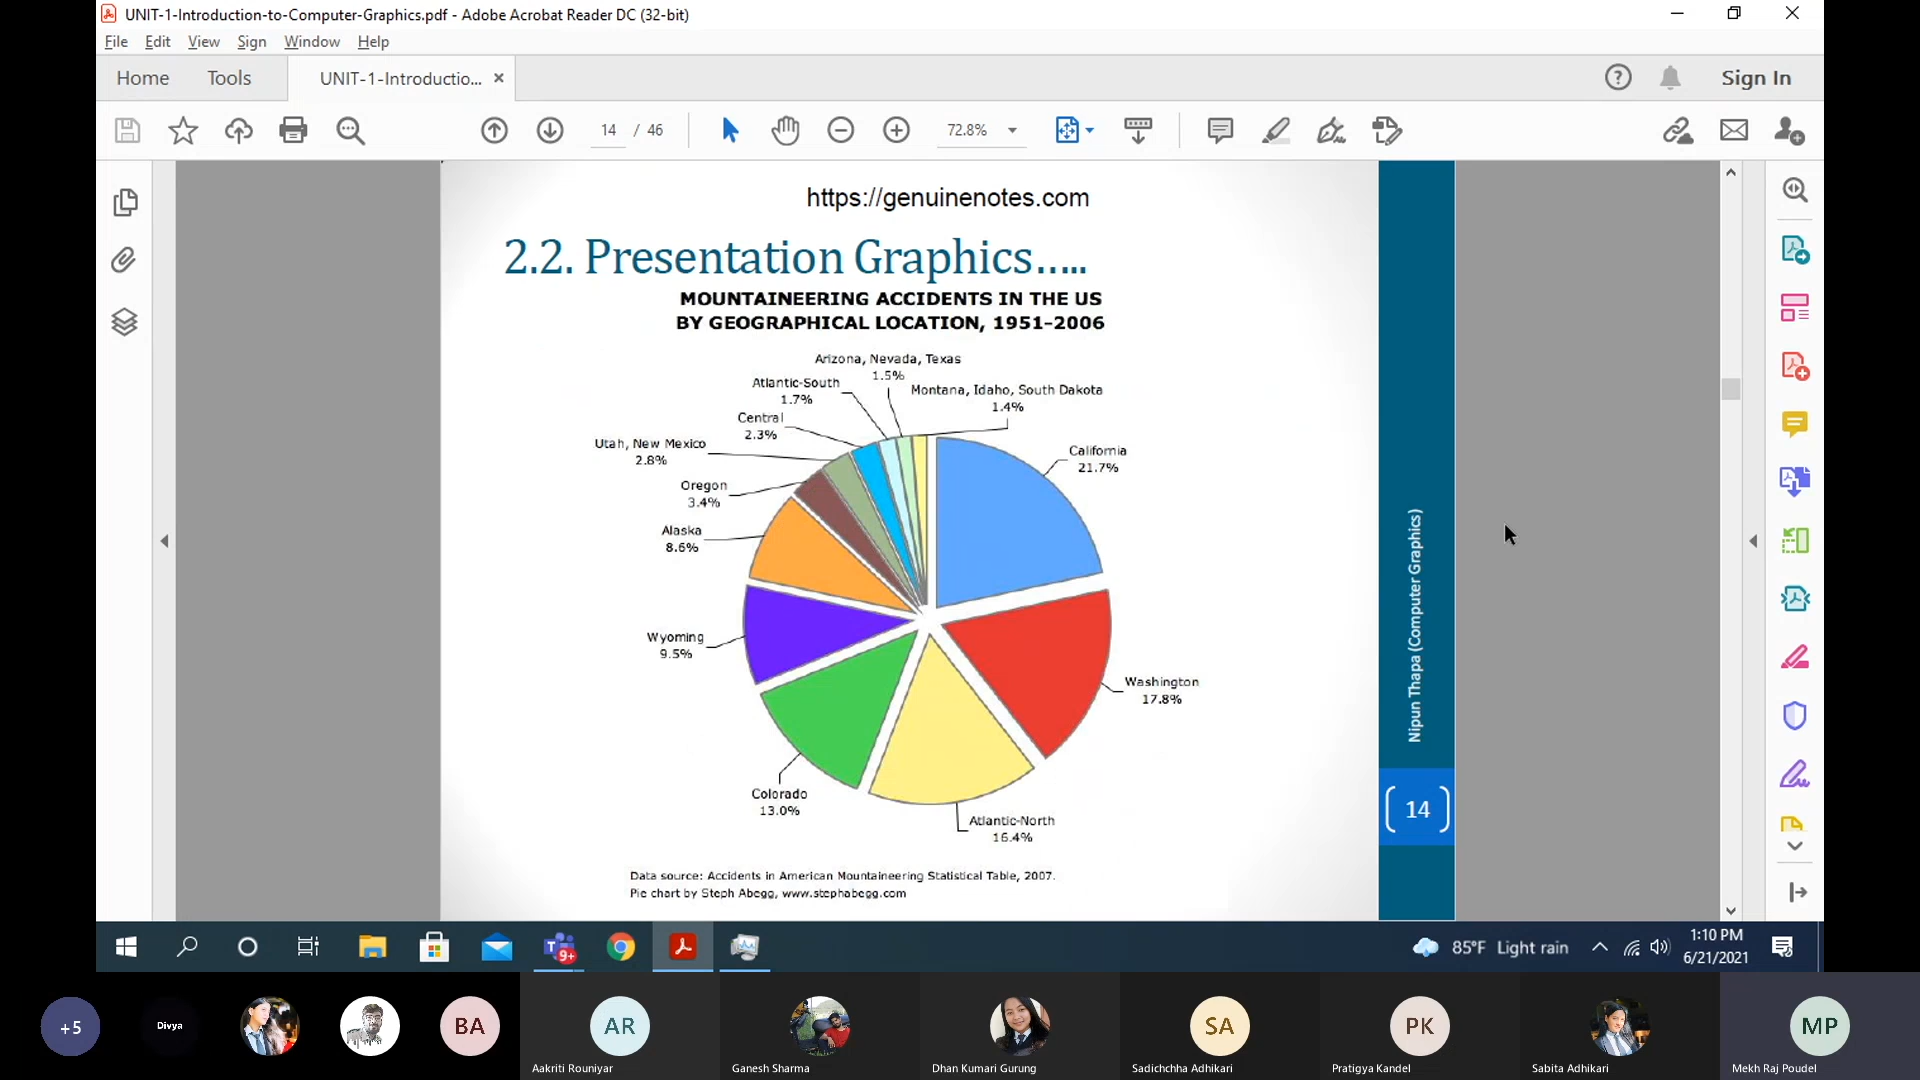 UNIT-1-Introduction-to-Computer-Graphics.pdf - Adobe Acrobat Reader DC (32-bit)
File Edit View Sign Window Help
Home Tools UNIT-1-Introductio... ×
Sign In
14 / 46
72.8%
https://genuinenotes.com
2.2. Presentation Graphics.....
MOUNTAINEERING ACCIDENTS IN THE US
BY GEOGRAPHICAL LOCATION, 1951-2006
Arizona, Nevada, Texas
1.5%
Atlantic-South
1.7%
Montana, Idaho, South Dakota
1.4%
Central
2.3%
Utah, New Mexico
2.8%
California
21.7%
Oregon
3.4%
Alaska
8.6%
Wyoming
9.5%
Washington
17.8%
Colorado
13.0%
Atlantic-North
16.4%
Data source: Accidents in American Mountaineering Statistical Table, 2007.
Pie chart by Steph Abegg, www.stephabegg.com
Nipun Thapa (Computer Graphics)
14
9+
85°F Light rain
1:10 PM
6/21/2021
+5
Divya
BA
AR
SA
PK
MP
Aakriti Rouniyar
Ganesh Sharma
Dhan Kumari Gurung
Sadichchha Adhikari
Pratigya Kandel
Sabita Adhikari
Mekh Raj Poudel